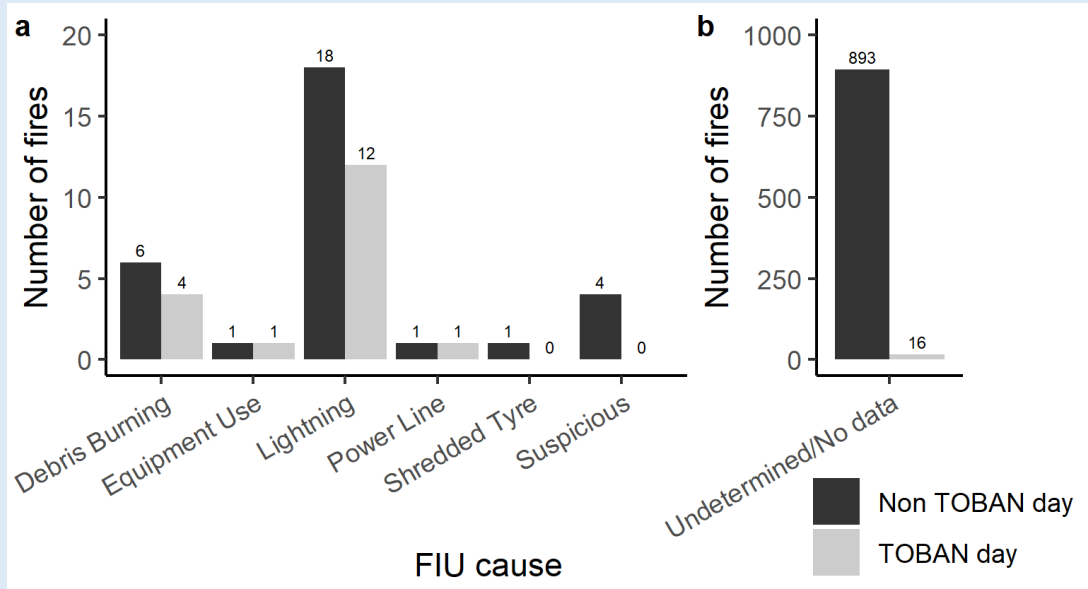 a
Number of fires
20
15
10
5
0
6
4
1
1
18
12
1
1
1
0
4
0
Debris Burning
Equipment Use
Lightning
Power Line
Shredded Tyre
Suspicious
b
Number of fires
1000
750
500
250
0
893
16
Undetermined/No data
FIU cause
Non TOBAN day
TOBAN day